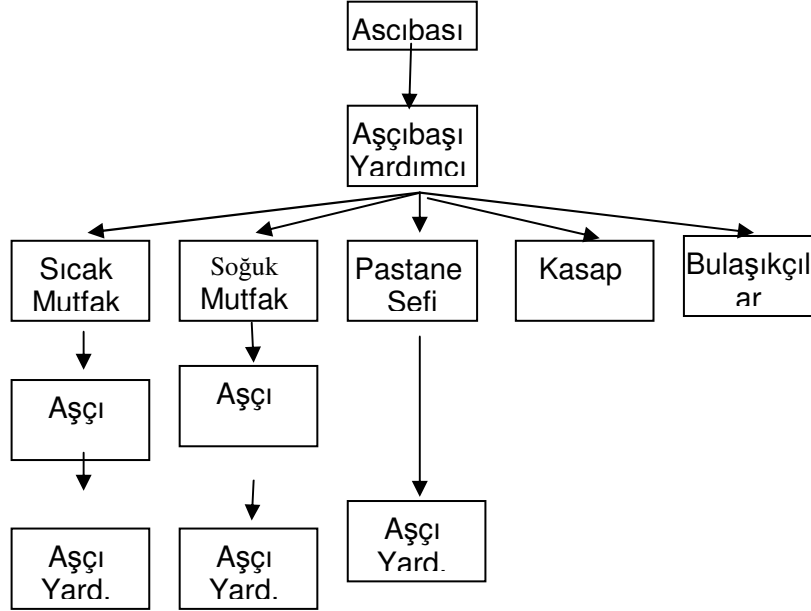 Ascıbası
Aşçıbaşı
Yardımcı
Sıcak
Mutfak
Soğuk
Mutfak
Pastane
Sefi
Kasap
Bulaşıkçıl
ar
Aşçı
Aşçı
Aşçı
Yard.
Aşçı
Yard.
Aşçı
Yard.